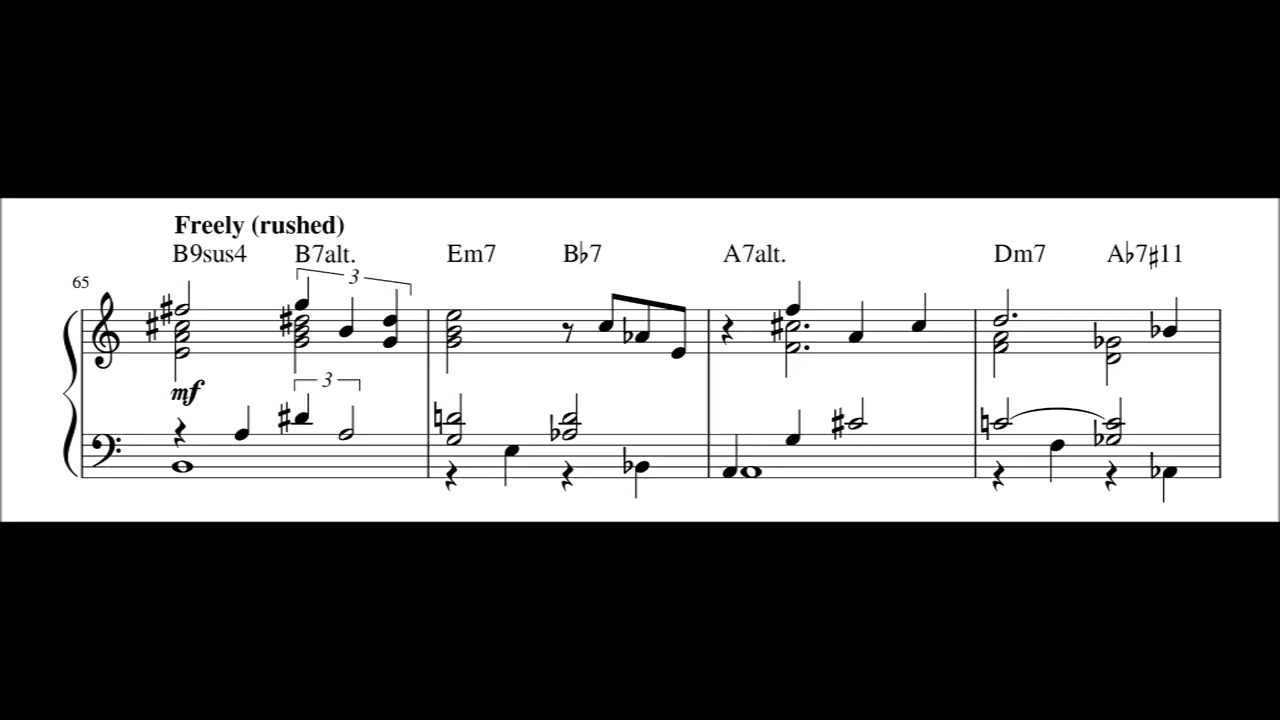 Freely (rushed)
B9sus4 B7alt. Em7 B♭7 A7alt. Dm7 A♭7♯11
65
3
mf
3